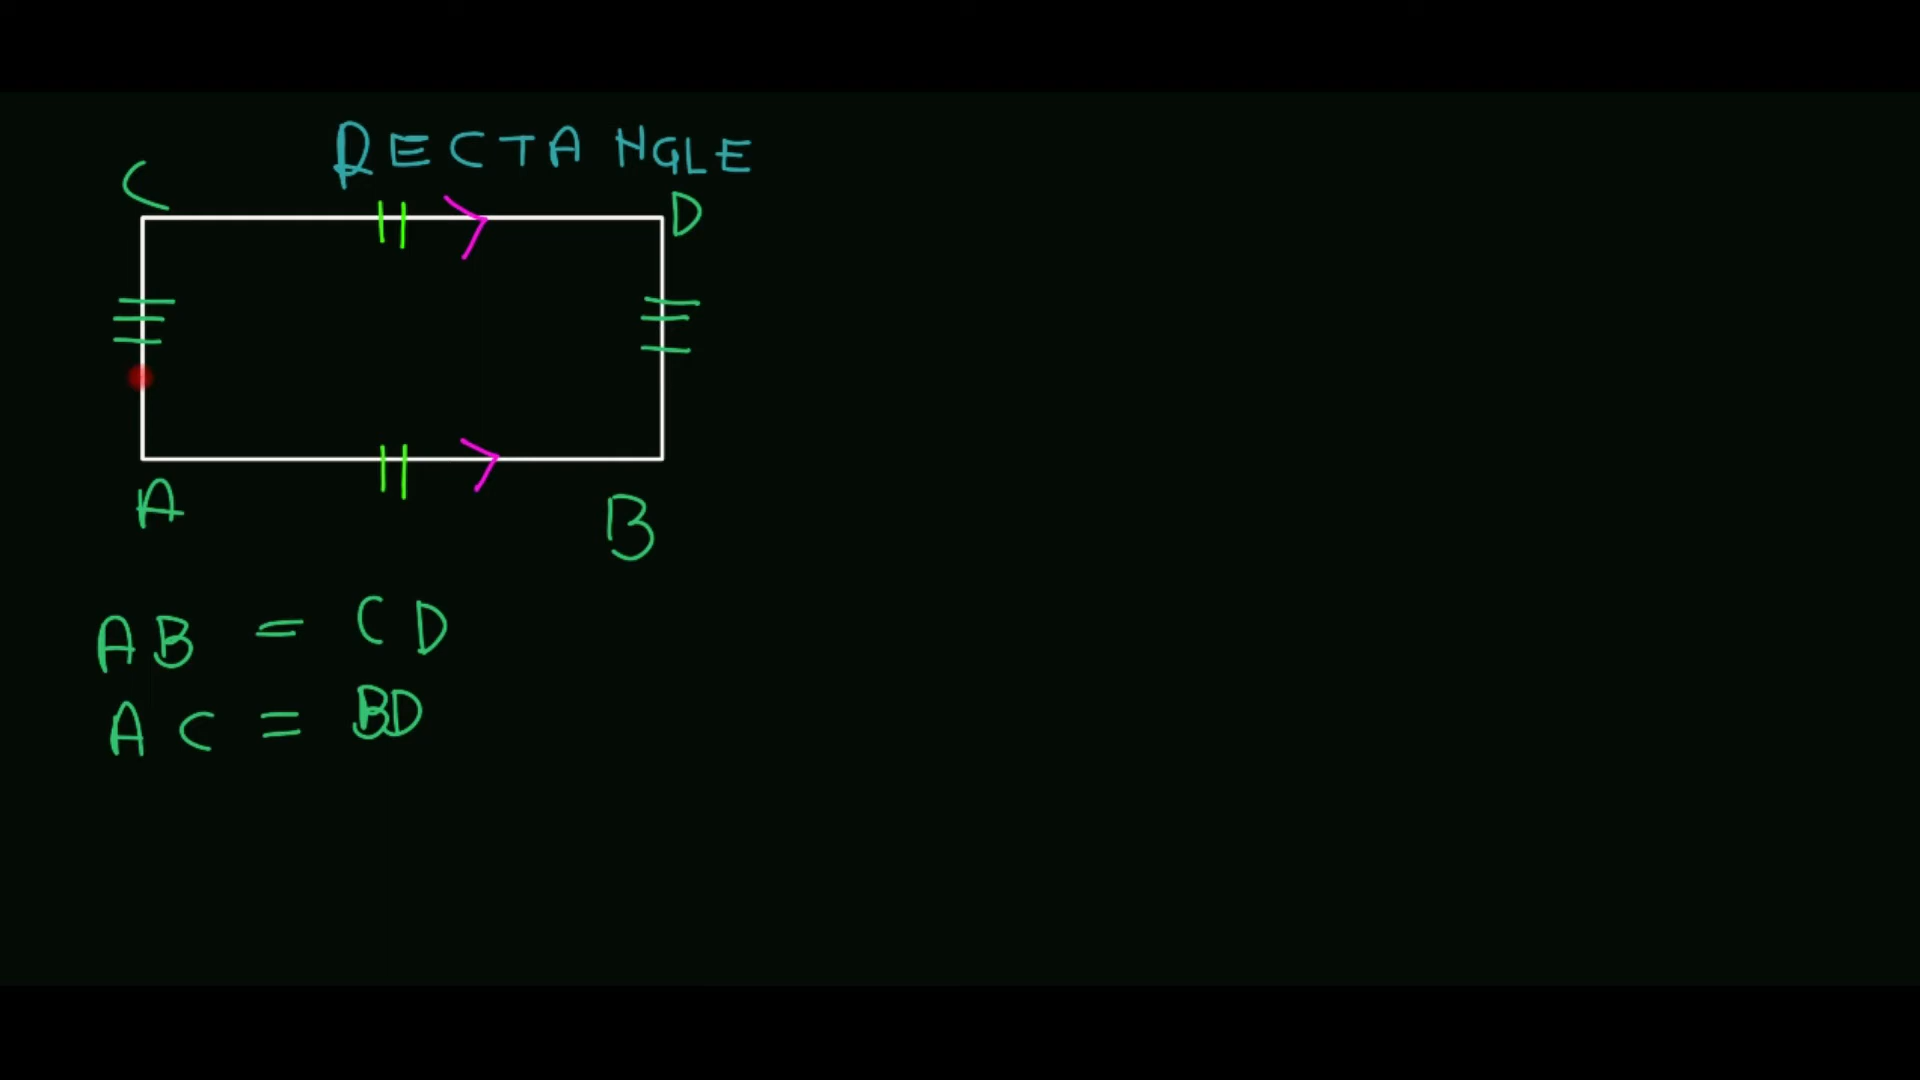 RECTANGLE
C
D
A
B
AB = CD
AC = BD